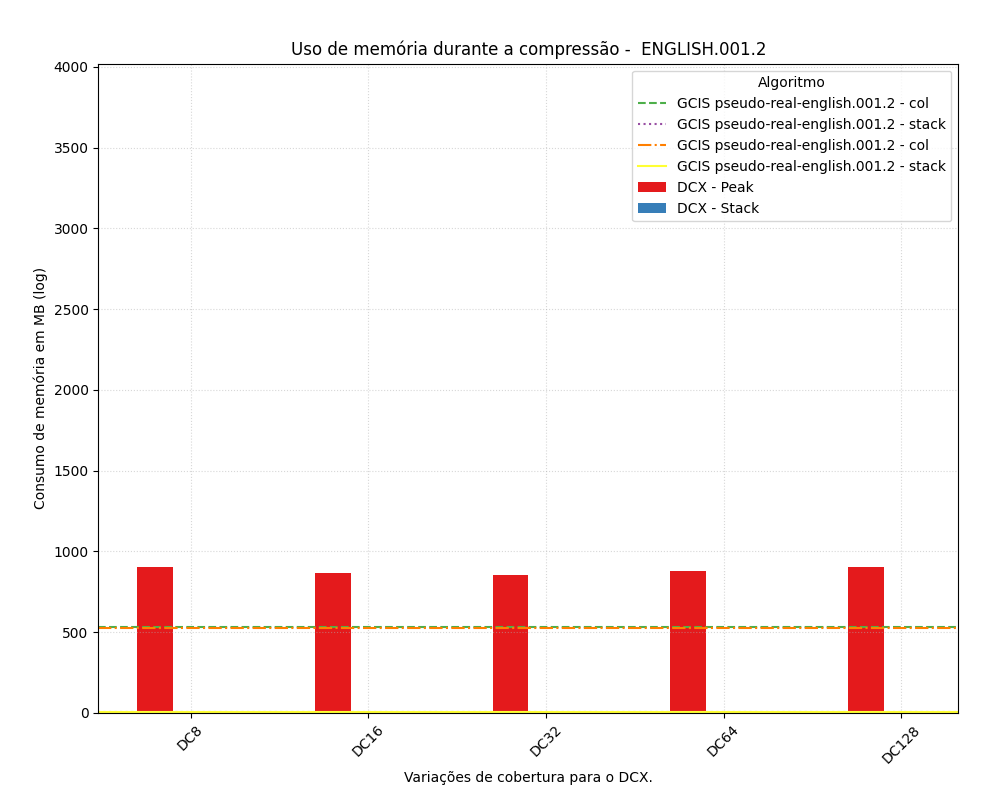 Uso de memória durante a compressão -  ENGLISH.001.2
Algoritmo
GCIS pseudo-real-english.001.2 - col
GCIS pseudo-real-english.001.2 - stack
GCIS pseudo-real-english.001.2 - col
GCIS pseudo-real-english.001.2 - stack
DCX - Peak
DCX - Stack
Consumo de memória em MB (log)
4000
3500
3000
2500
2000
1500
1000
500
0
DC8
DC16
DC32
DC64
DC128
Variações de cobertura para o DCX.